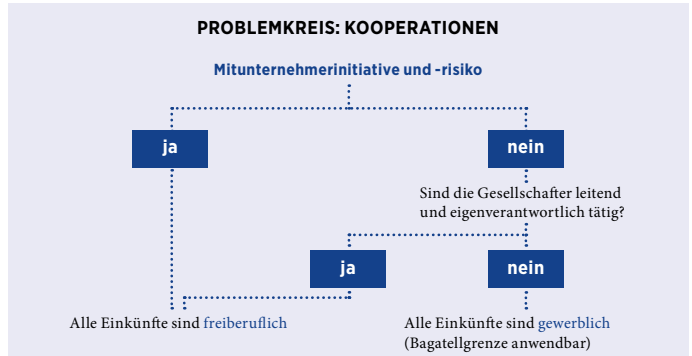 PROBLEMKREIS: KOOPERATIONEN
Mitunternehmerinitiative und -risiko
ja
nein
Sind die Gesellschafter leitend
und eigenverantwortlich tätig?
ja
nein
Alle Einkünfte sind freiberuflich
Alle Einkünfte sind gewerblich
(Bagatellgrenze anwendbar)